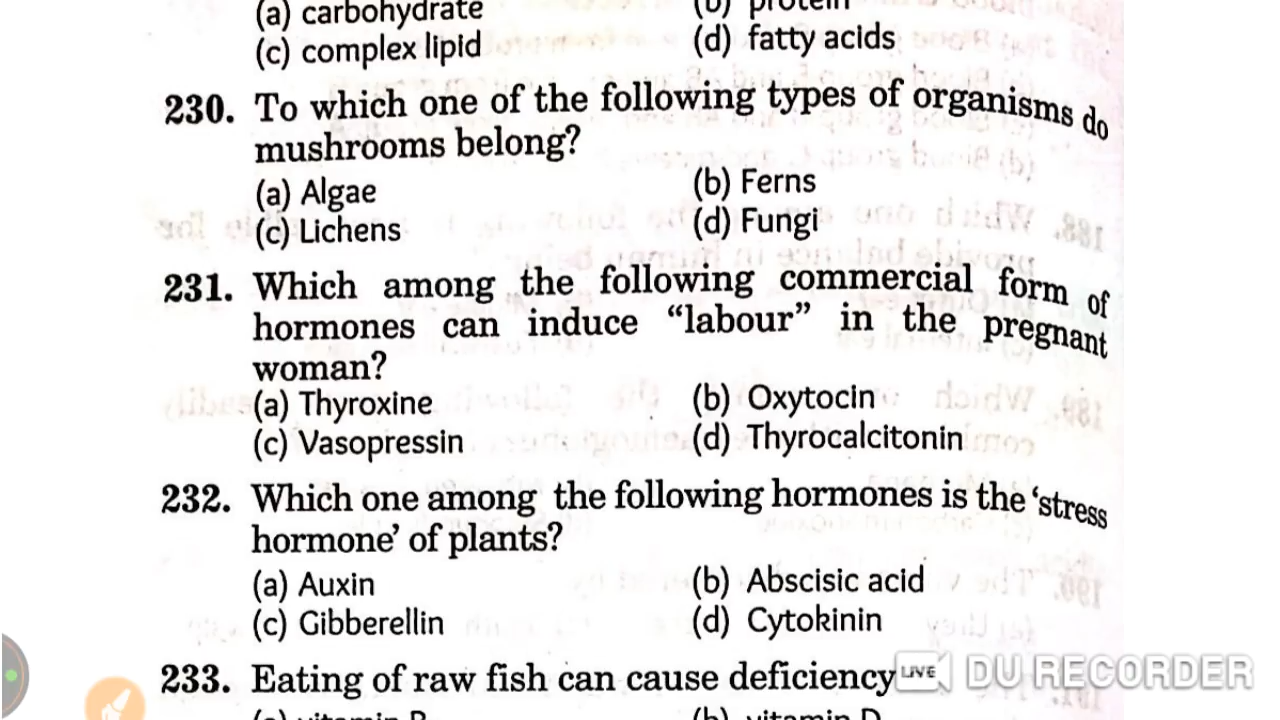 (a) carbohydrate (b) protein
(c) complex lipid (d) fatty acids
230. To which one of the following types of organisms do
mushrooms belong?
(a) Algae (b) Ferns
(c) Lichens (d) Fungi
231. Which among the following commercial form of
hormones can induce “labour” in the pregnant
woman?
(a) Thyroxine (b) Oxytocin
(c) Vasopressin (d) Thyrocalcitonin
232. Which one among the following hormones is the ‘stress
hormone’ of plants?
(a) Auxin (b) Abscisic acid
(c) Gibberellin (d) Cytokinin
233. Eating of raw fish can cause deficiency
LIVE DU RECORDER